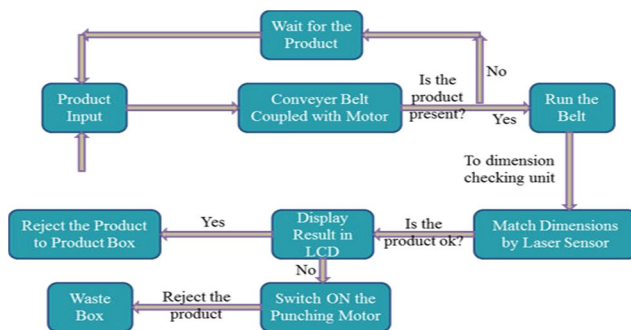 Wait for the
Product
No
Product
Input
Conveyer Belt
Coupled with Motor
Is the
product
present?
Yes
Run the
Belt
To dimension
checking unit
Match Dimensions
by Laser Sensor
Is the
product ok?
Display
Result in
LCD
Yes
Reject the Product
to Product Box
No
Switch ON the
Punching Motor
Reject the
product
Waste
Box